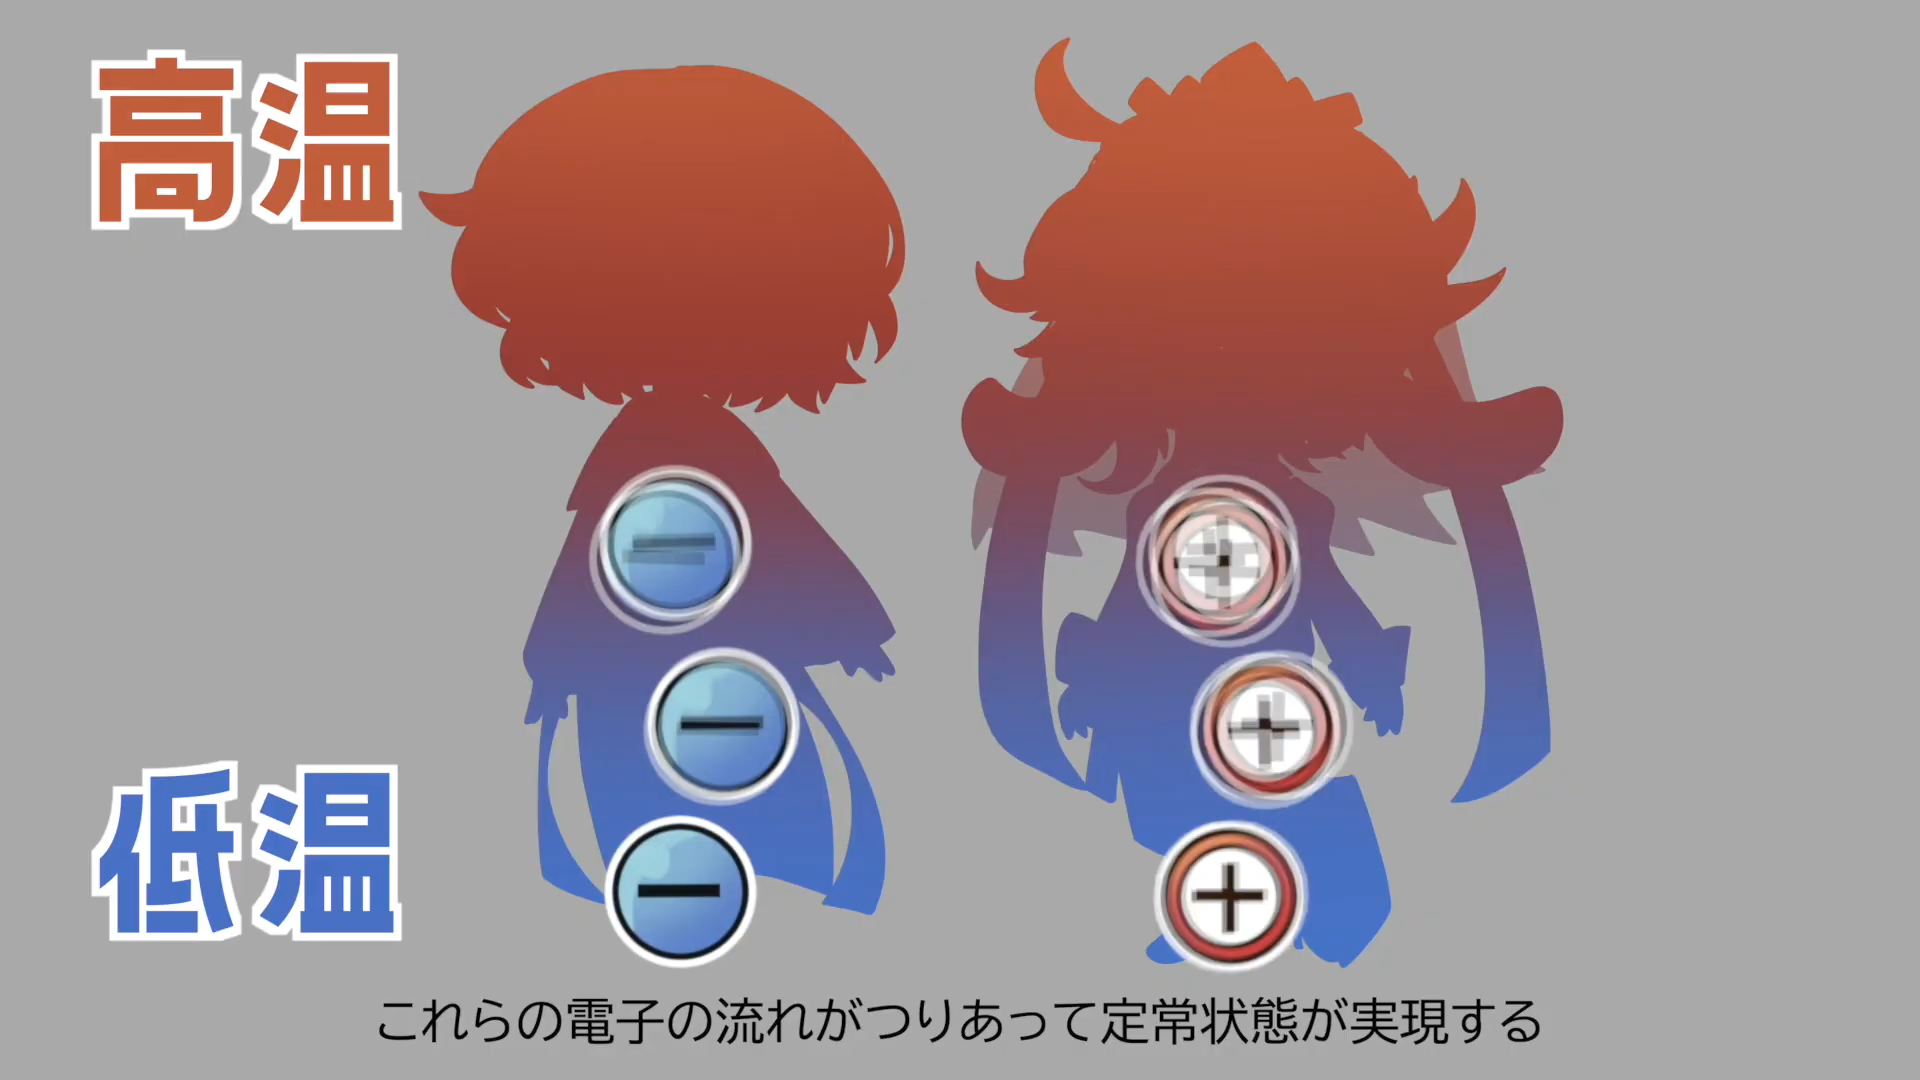 高温
低温
これらの電子の流れがつりあって定常状態が実現する